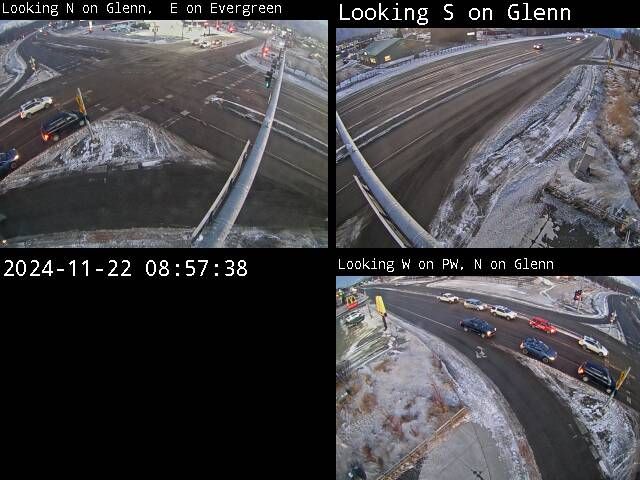 Looking N on Glenn,  E on Evergreen
Looking S on Glenn
2024-11-22 08:57:38
Looking W on PW, N on Glenn